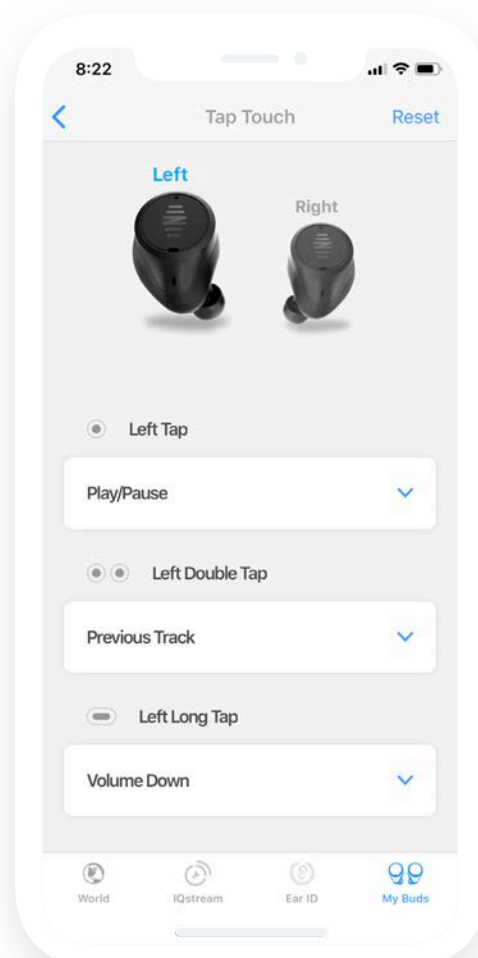 8:22
Tap Touch
Reset
Left
Right
Left Tap
Play/Pause
Left Double Tap
Previous Track
Left Long Tap
Volume Down
World
IQstream
Ear ID
My Buds